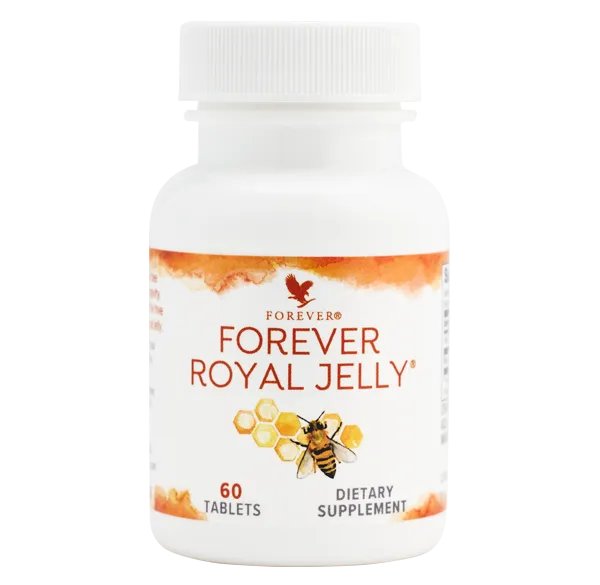 FOREVER®
FOREVER
ROYAL JELLY®
60
TABLETS
DIETARY
SUPPLEMENT